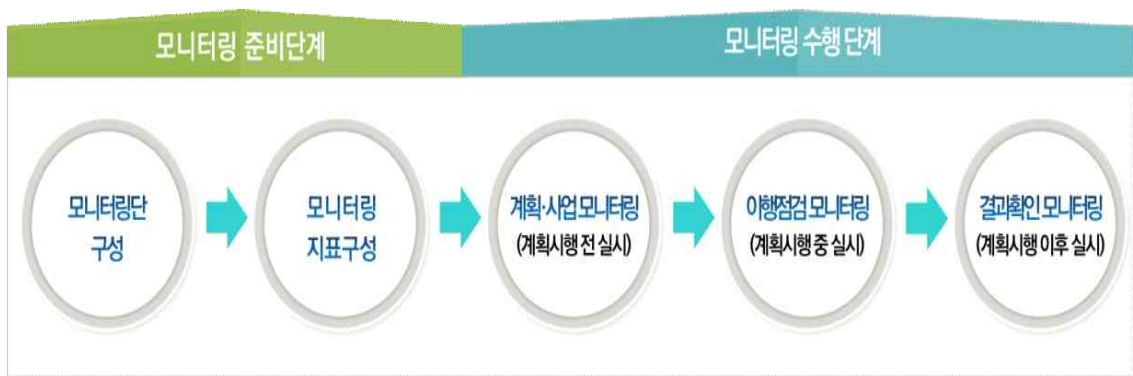 모니터링 준비단계
모니터링 수행 단계
모니터링단
구성
모니터링
지표구성
계획·사업 모니터링
(계획시행 전 실시)
이행점검 모니터링
(계획시행 중 실시)
결과확인 모니터링
(계획시행 이후 실시)